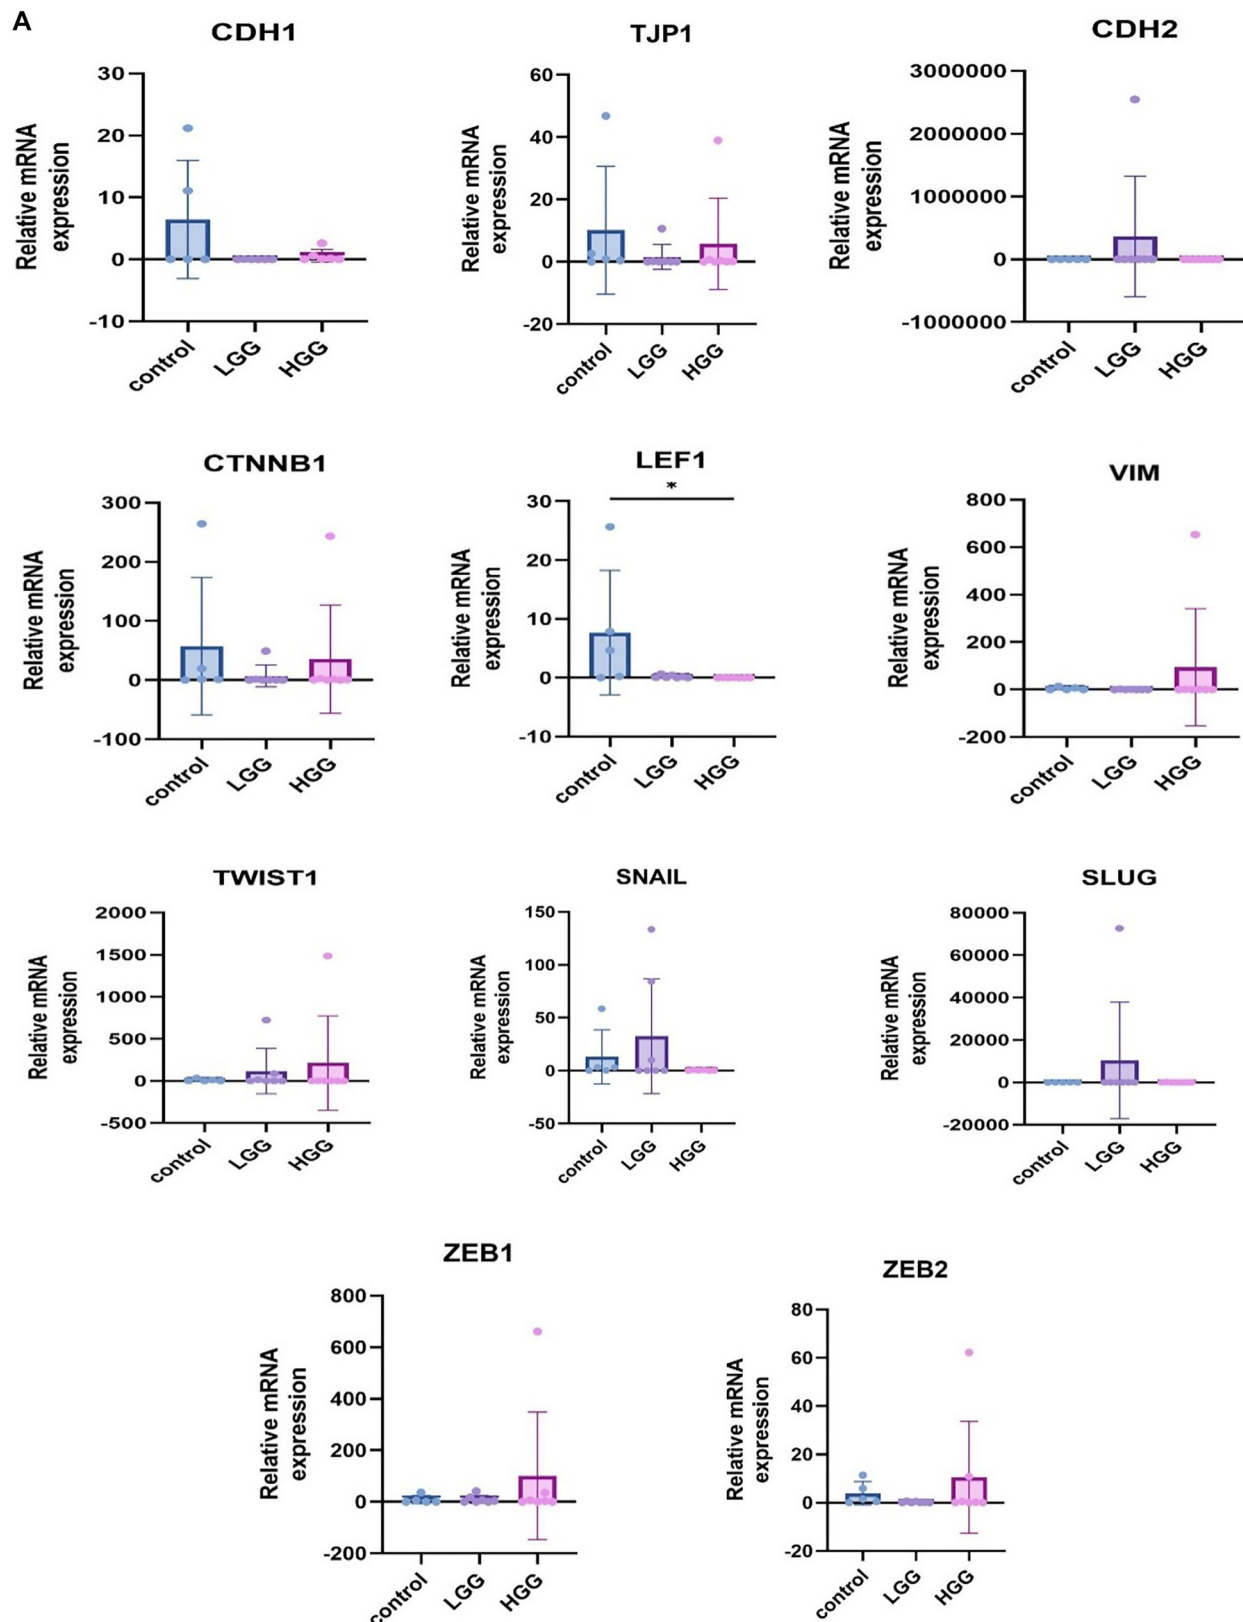 A
CDH1
Relative mRNA
expression
30
20
10
0
-10
control
LGG
HGG
TJP1
Relative mRNA
expression
60
40
20
0
-20
control
LGG
HGG
CDH2
Relative mRNA
expression
3000000
2000000
1000000
0
-1000000
control
LGG
HGG
CTNNB1
Relative mRNA
expression
300
200
100
0
-100
control
LGG
HGG
LEF1
*
Relative mRNA
expression
30
20
10
0
-10
control
LGG
HGG
VIM
Relative mRNA
expression
800
600
400
200
0
-200
control
LGG
HGG
TWIST1
Relative mRNA
expression
2000
1500
1000
500
0
-500
control
LGG
HGG
SNAIL
Relative mRNA
expression
150
100
50
0
-50
control
LGG
HGG
SLUG
Relative mRNA
expression
80000
60000
40000
20000
0
-20000
control
LGG
HGG
ZEB1
Relative mRNA
expression
800
600
400
200
0
-200
control
LGG
HGG
ZEB2
Relative mRNA
expression
80
60
40
20
0
-20
control
LGG
HGG